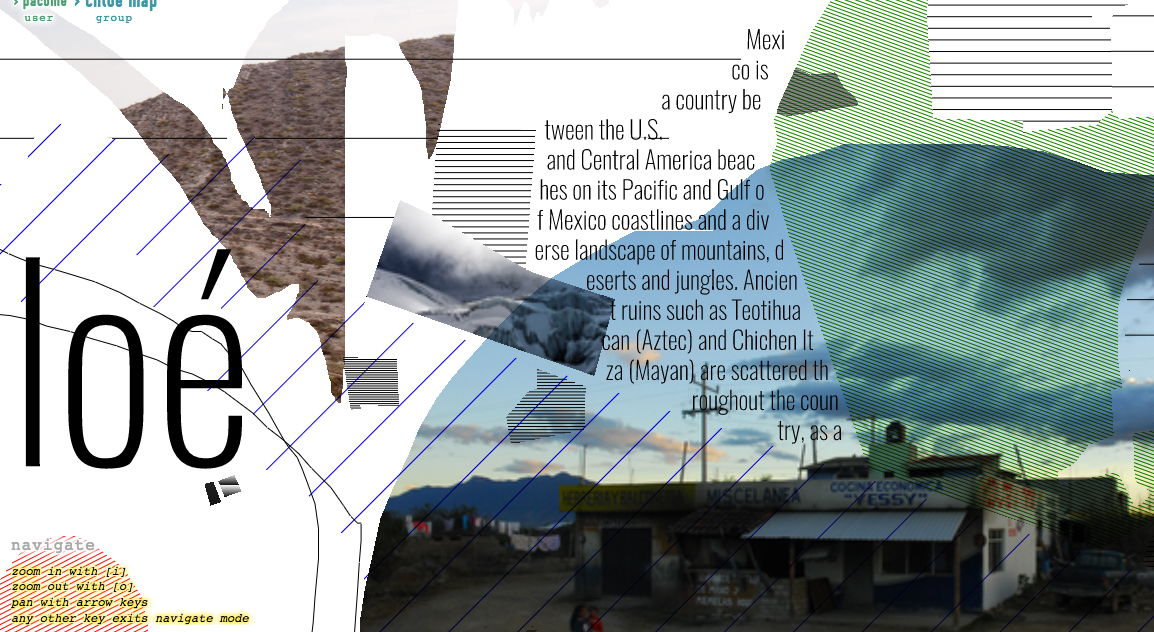 > pacôme > chloé map
user group
Mexi
co is
a country be
tween the U.S.
and Central America beac
hes on its Pacific and Gulf o
f Mexico coastlines and a div
erse landscape of mountains, d
eserts and jungles. Ancien
t ruins such as Teotihua
can (Aztec) and Chichen It
za (Mayan) are scattered th
roughout the coun
try, as a
loé
MISCELANEA
COCINA ECONOMICA
"YESSY"
navigate
zoom in with [i]
zoom out with [o]
pan with arrow keys
any other key exits navigate mode